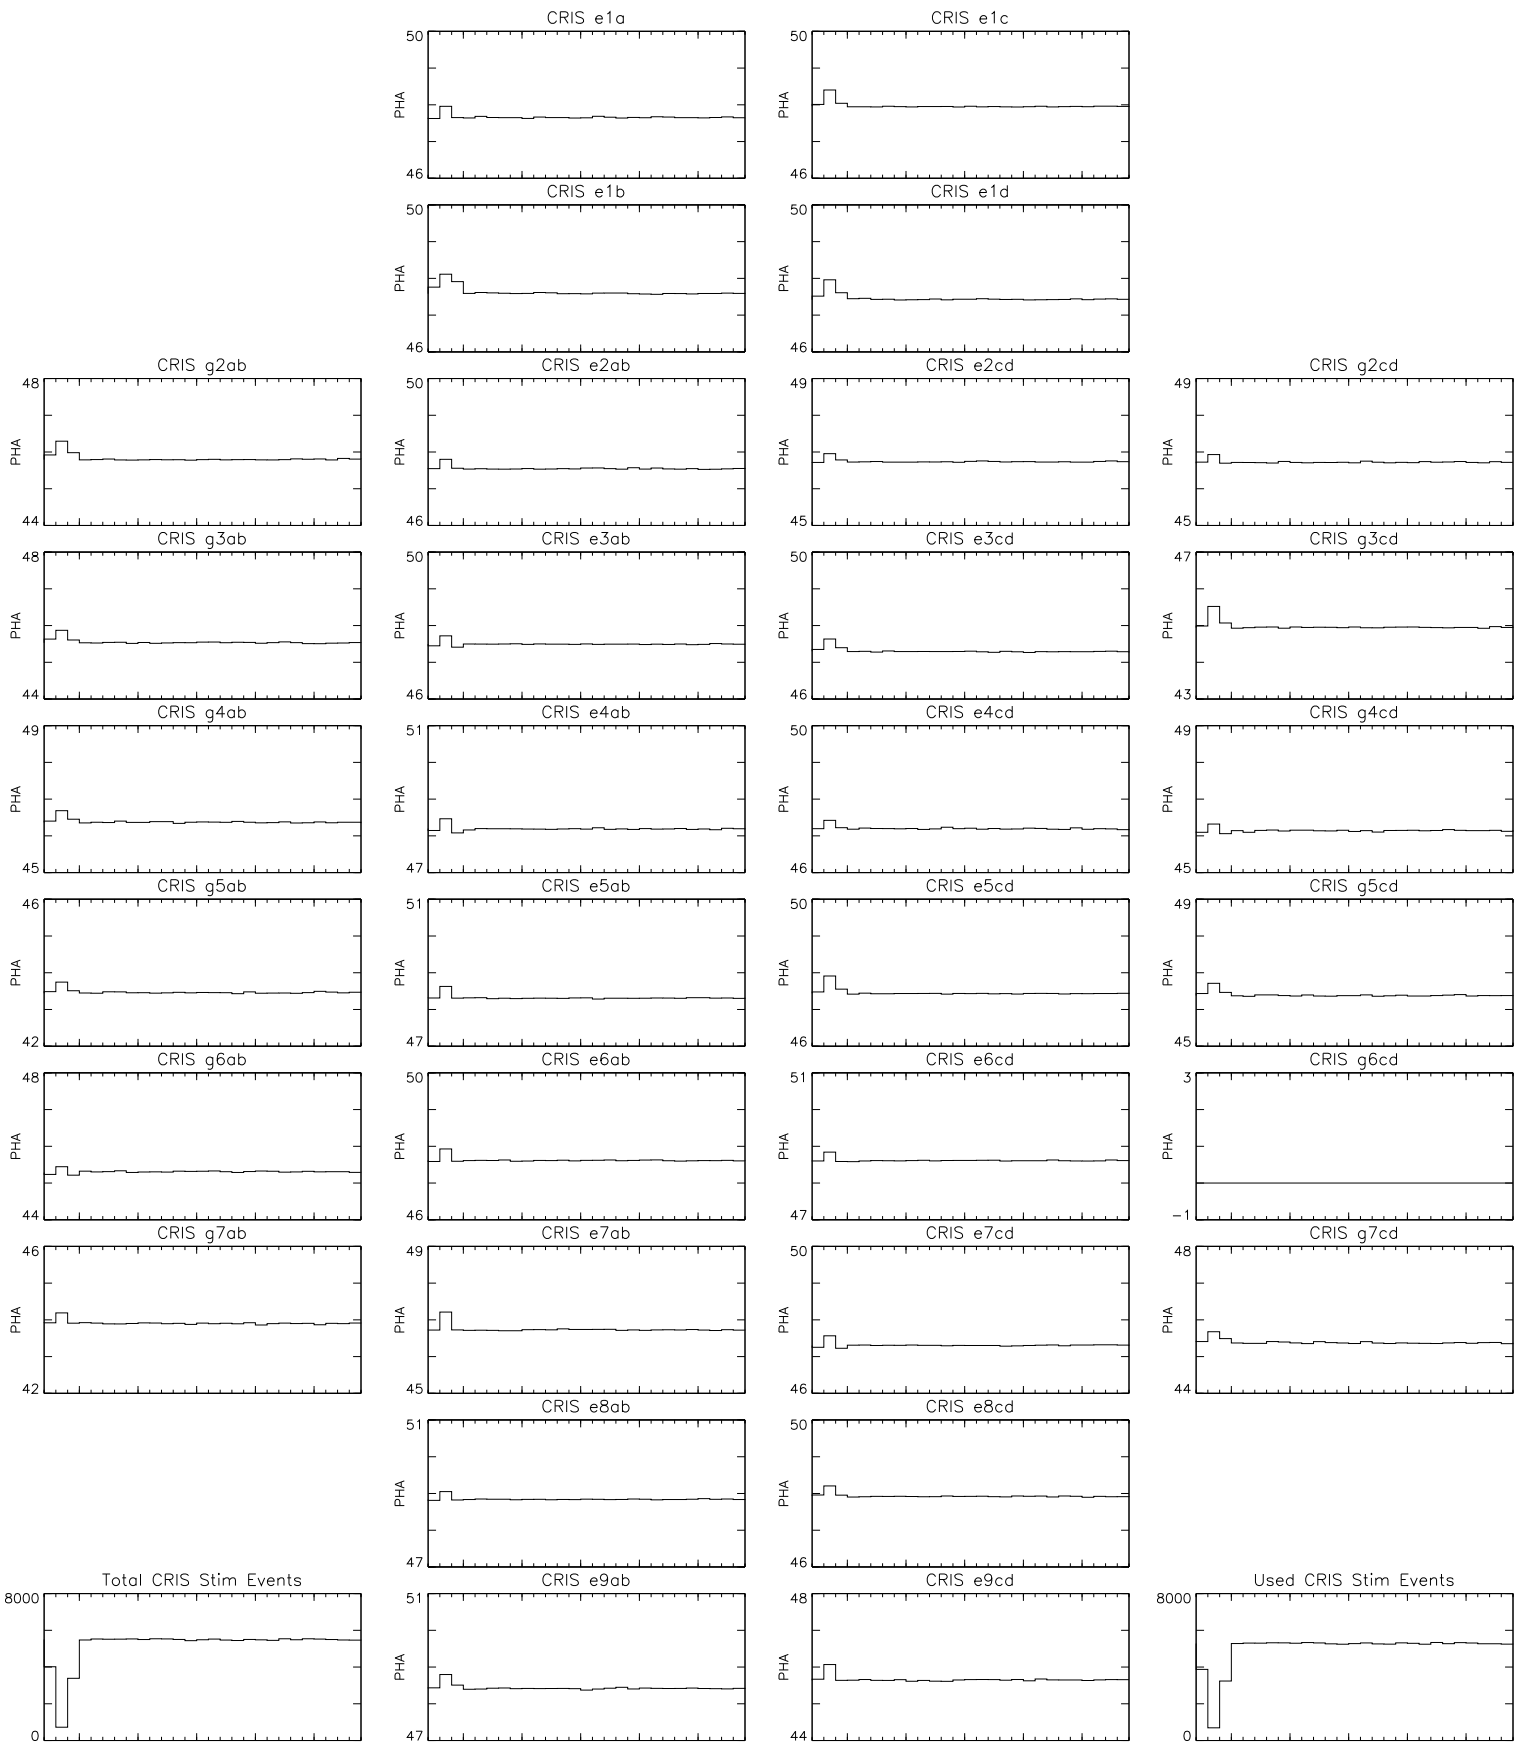 CRIS e1a
50
PHA
46
CRIS e1c
50
PHA
46
CRIS e1b
50
PHA
46
CRIS e1d
50
PHA
46
CRIS g2ab
48
PHA
44
CRIS e2ab
50
PHA
46
CRIS e2cd
49
PHA
45
CRIS g2cd
49
PHA
45
CRIS g3ab
48
PHA
44
CRIS e3ab
50
PHA
46
CRIS e3cd
50
PHA
46
CRIS g3cd
47
PHA
43
CRIS g4ab
49
PHA
45
CRIS e4ab
51
PHA
47
CRIS e4cd
50
PHA
46
CRIS g4cd
49
PHA
45
CRIS g5ab
46
PHA
42
CRIS e5ab
51
PHA
47
CRIS e5cd
50
PHA
46
CRIS g5cd
49
PHA
45
CRIS g6ab
48
PHA
44
CRIS e6ab
50
PHA
46
CRIS e6cd
51
PHA
47
CRIS g6cd
3
PHA
-1
CRIS g7ab
46
PHA
42
CRIS e7ab
49
PHA
45
CRIS e7cd
50
PHA
46
CRIS g7cd
48
PHA
44
CRIS e8ab
51
PHA
47
CRIS e8cd
50
PHA
46
Total CRIS Stim Events
8000
0
CRIS e9ab
51
PHA
47
CRIS e9cd
48
PHA
44
Used CRIS Stim Events
8000
0